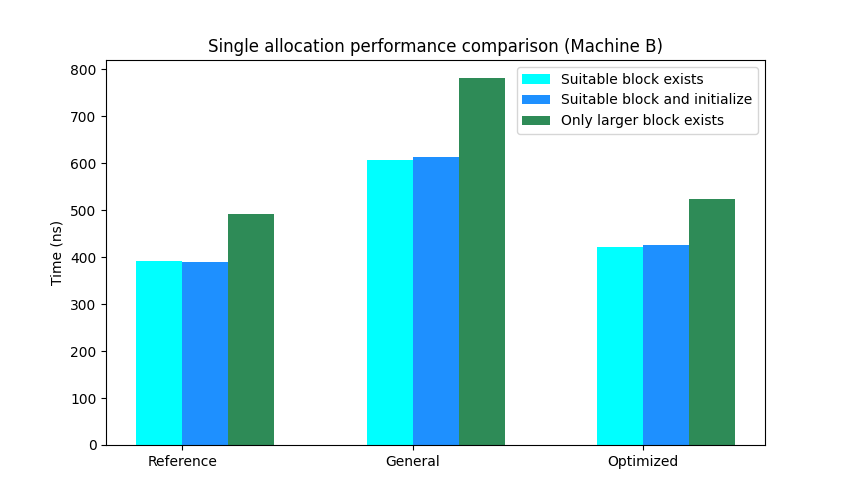 Single allocation performance comparison (Machine B)
Suitable block exists
Suitable block and initialize
Only larger block exists
Time (ns)
800
700
600
500
400
300
200
100
0
Reference
General
Optimized